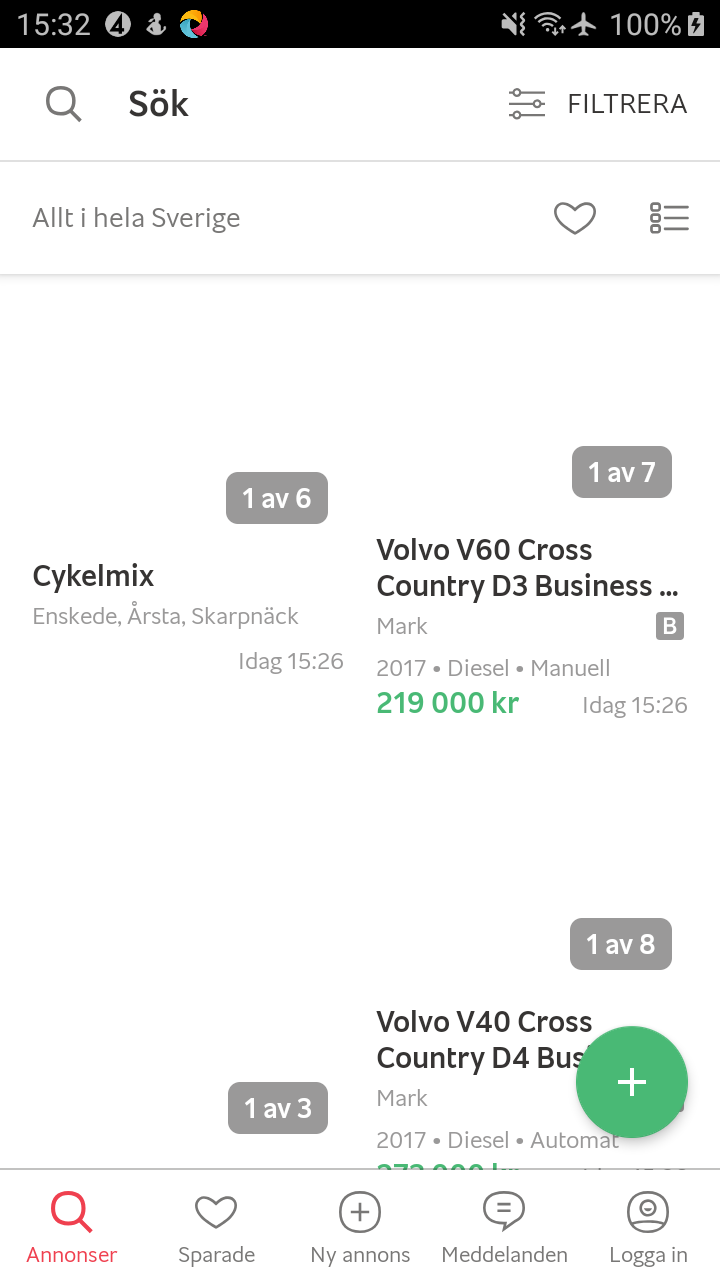 15:32
100%
Sök
FILTRERA
Allt i hela Sverige
1 av 6
Cykelmix
Enskede, Årsta, Skarpnäck
Idag 15:26
1 av 7
Volvo V60 Cross
Country D3 Business ...
Mark
B
2017 • Diesel • Manuell
219 000 kr
Idag 15:26
1 av 3
1 av 8
Volvo V40 Cross
Country D4 Bus
Mark
2017 • Diesel • Automat
Annonser
Sparade
Ny annons
Meddelanden
Logga in